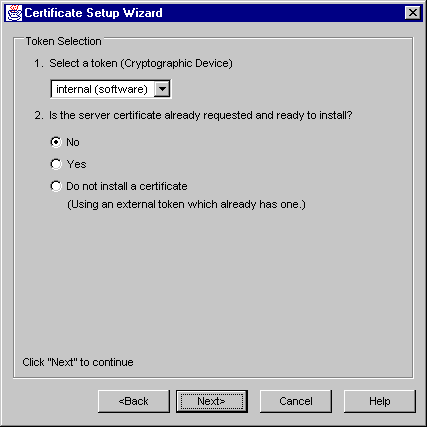 Certificate Setup Wizard
Token Selection
1. Select a token (Cryptographic Device)
internal (software)
2. Is the server certificate already requested and ready to install?
No
Yes
Do not install a certificate
(Using an external token which already has one.)
Click "Next" to continue
<Back Next> Cancel Help